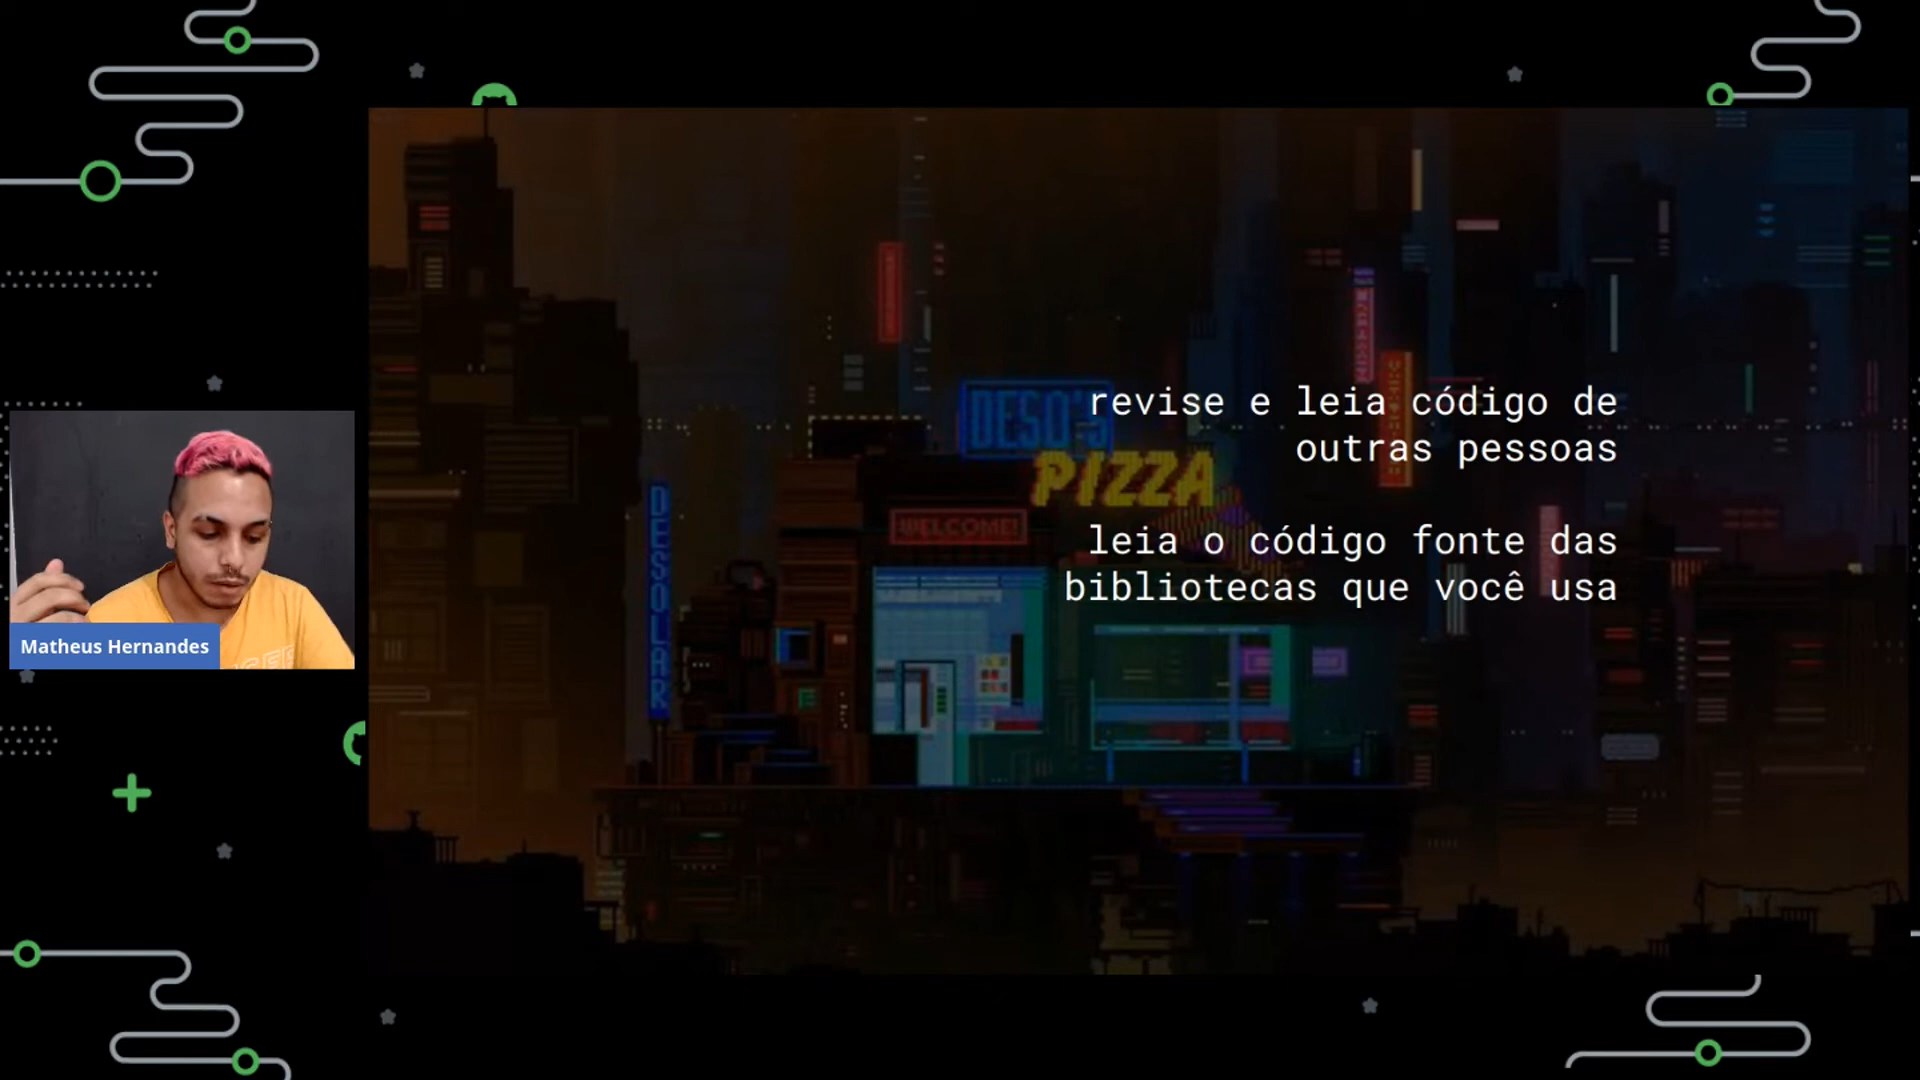 revise e leia código de
outras pessoas
leia o código fonte das
bibliotecas que você usa
DESO'S
PIZZA
WELCOME!
DESOLAR
Matheus Hernandes